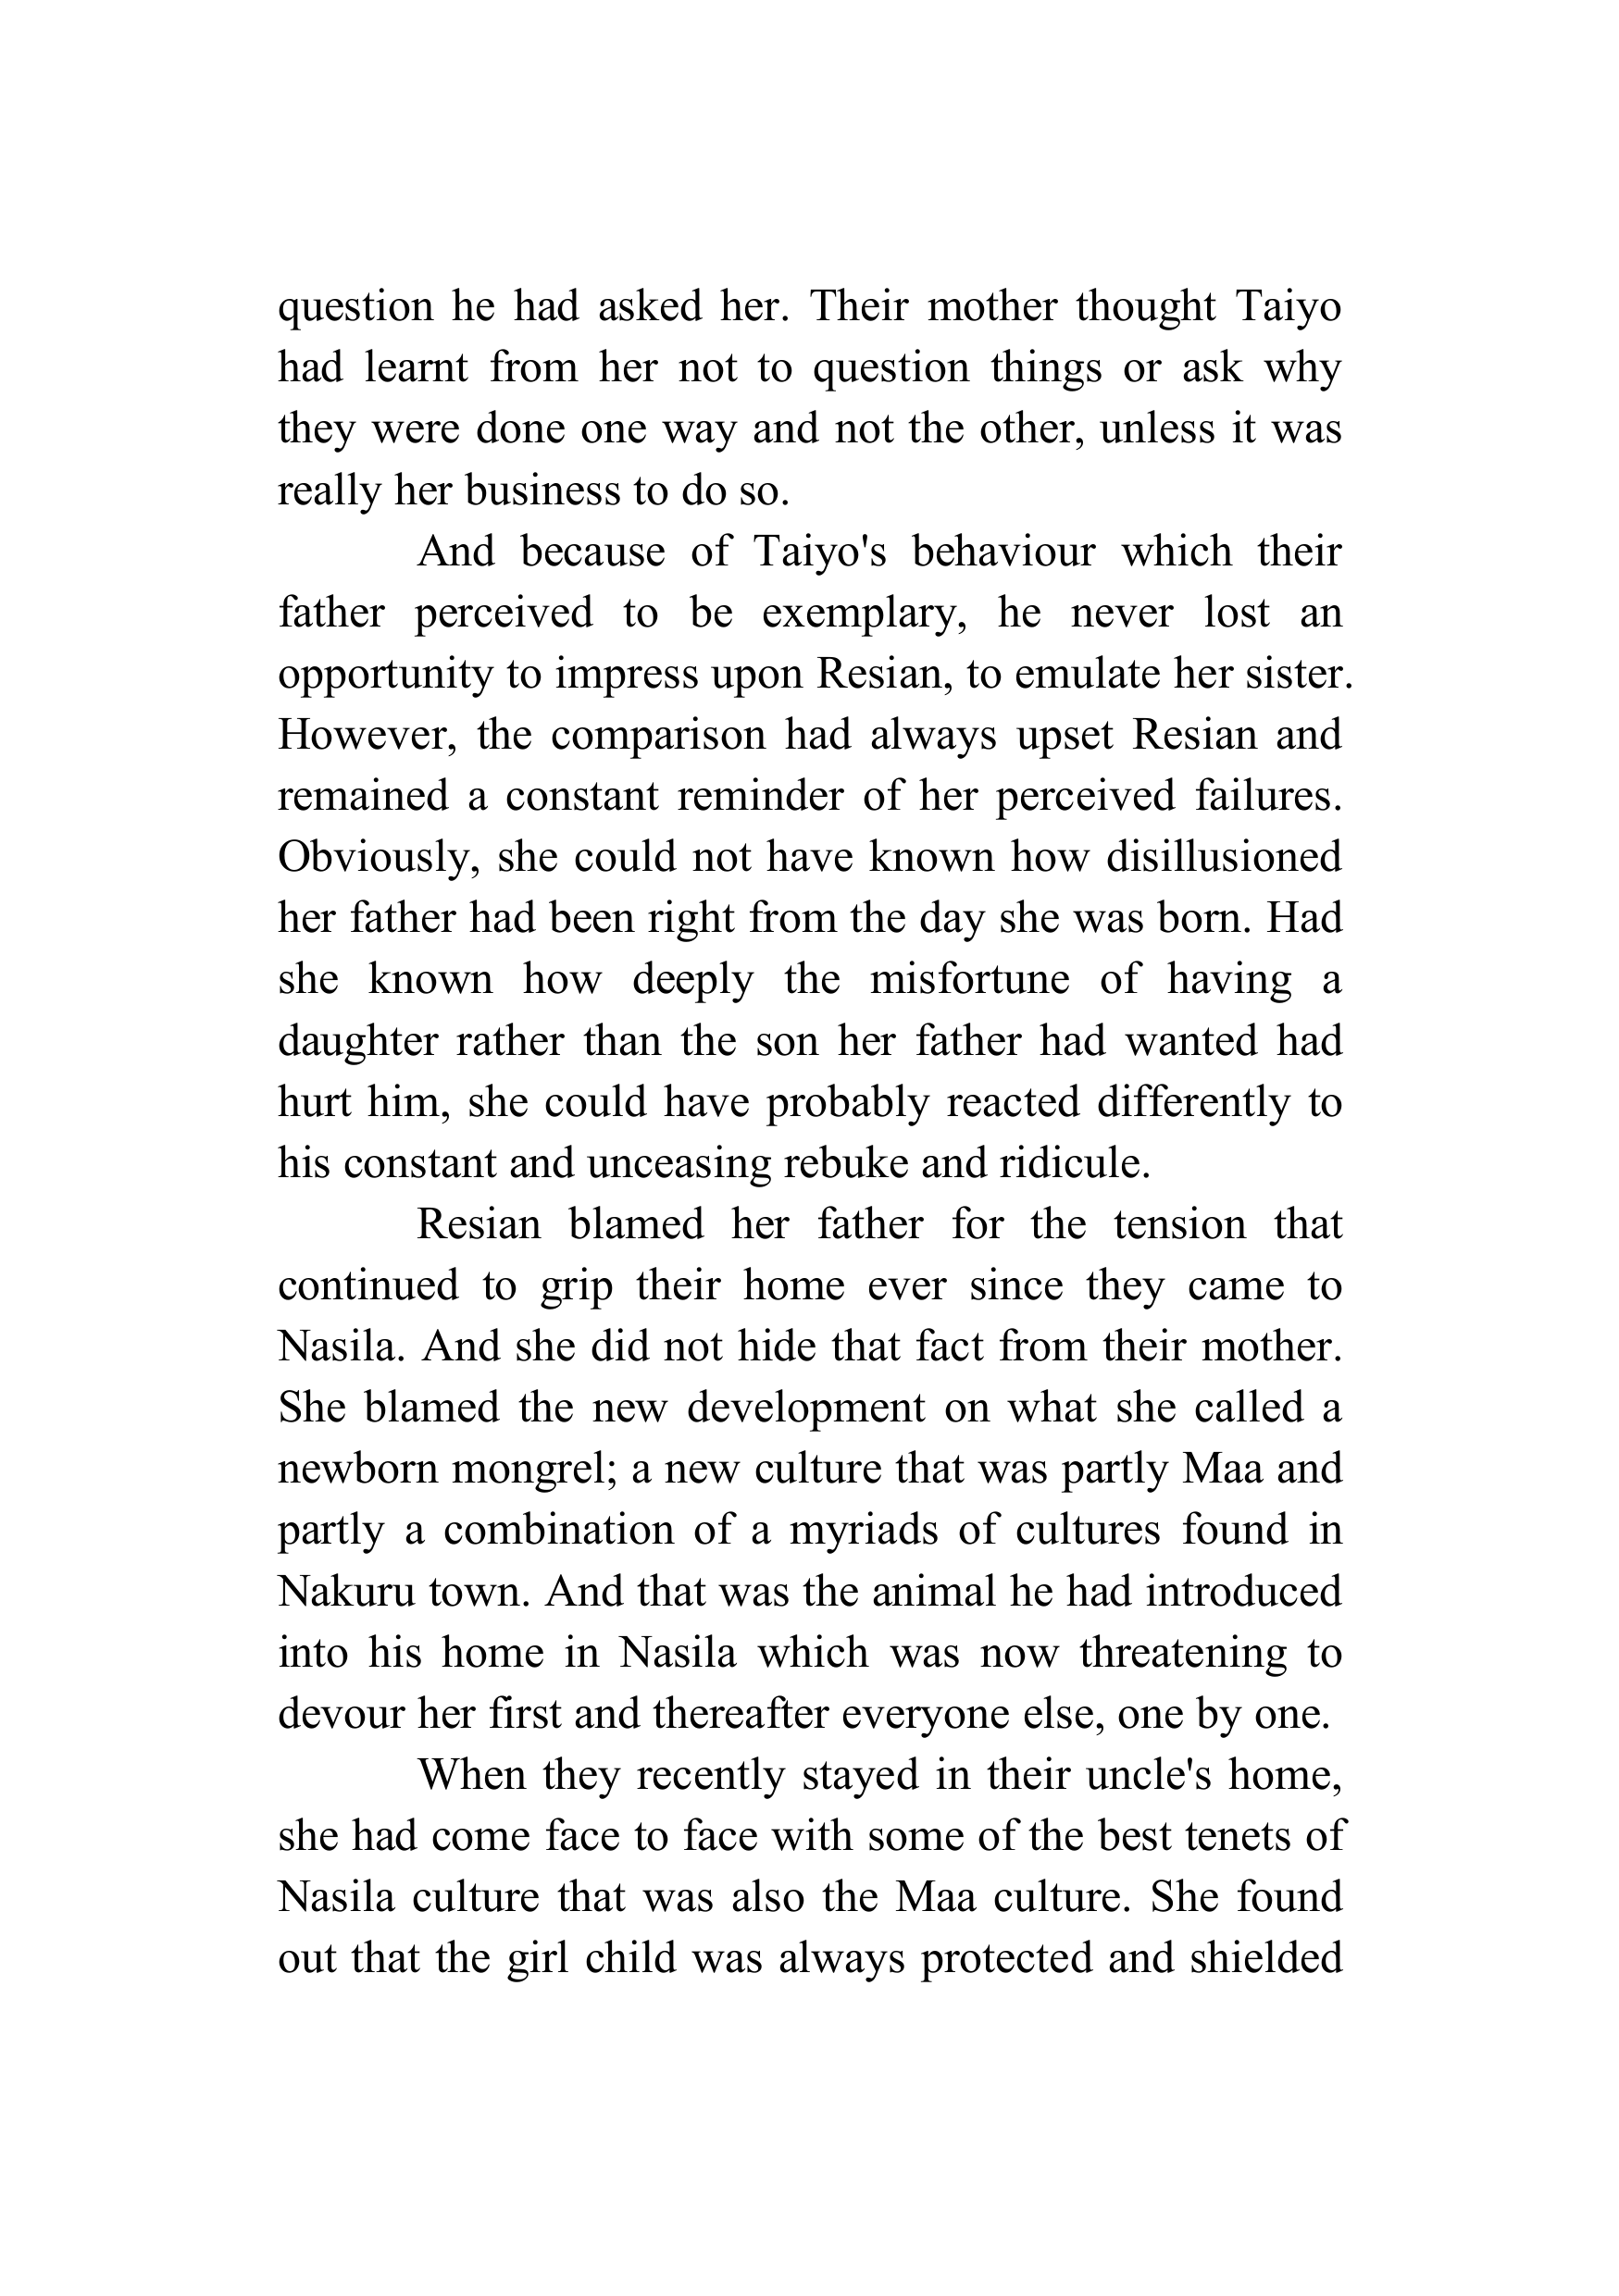 question he had asked her. Their mother thought Taiyo
had learnt from her not to question things or ask why
they were done one way and not the other, unless it was
really her business to do so.
And because of Taiyo's behaviour which their
father perceived to be exemplary, he never lost an
opportunity to impress upon Resian, to emulate her sister.
However, the comparison had always upset Resian and
remained a constant reminder of her perceived failures.
Obviously, she could not have known how disillusioned
her father had been right from the day she was born. Had
she known how deeply the misfortune of having a
daughter rather than the son her father had wanted had
hurt him, she could have probably reacted differently to
his constant and unceasing rebuke and ridicule.
Resian blamed her father for the tension that
continued to grip their home ever since they came to
Nasila. And she did not hide that fact from their mother.
She blamed the new development on what she called a
newborn mongrel; a new culture that was partly Maa and
partly a combination of a myriads of cultures found in
Nakuru town. And that was the animal he had introduced
into his home in Nasila which was now threatening to
devour her first and thereafter everyone else, one by one.
When they recently stayed in their uncle's home,
she had come face to face with some of the best tenets of
Nasila culture that was also the Maa culture. She found
out that the girl child was always protected and shielded